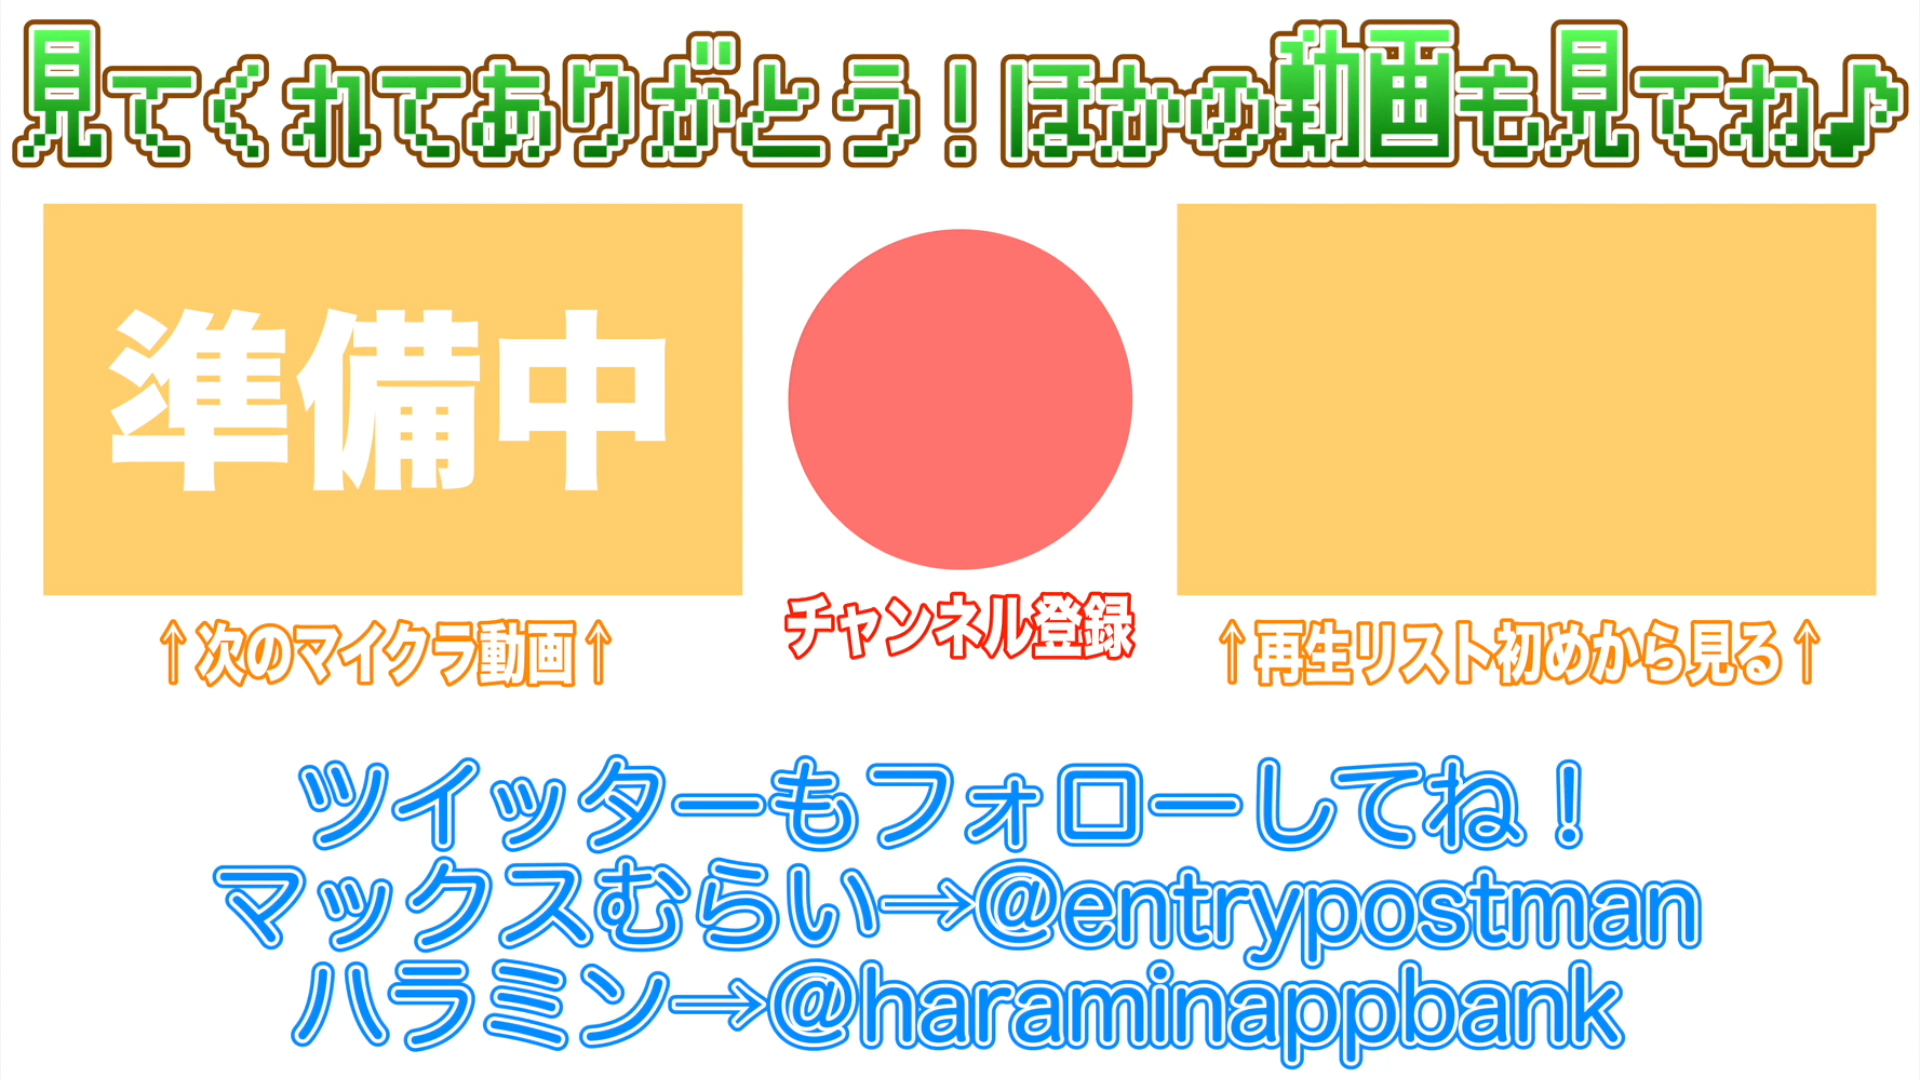 見てくれてありがとう！ほかの動画も見てね♪
準備中
チャンネル登録
↑次のマイクラ動画↑
↑再生リスト初めから見る↑
ツイッターもフォローしてね！
マックスむらい→@entrypostman
ハラミン→@haraminappbank